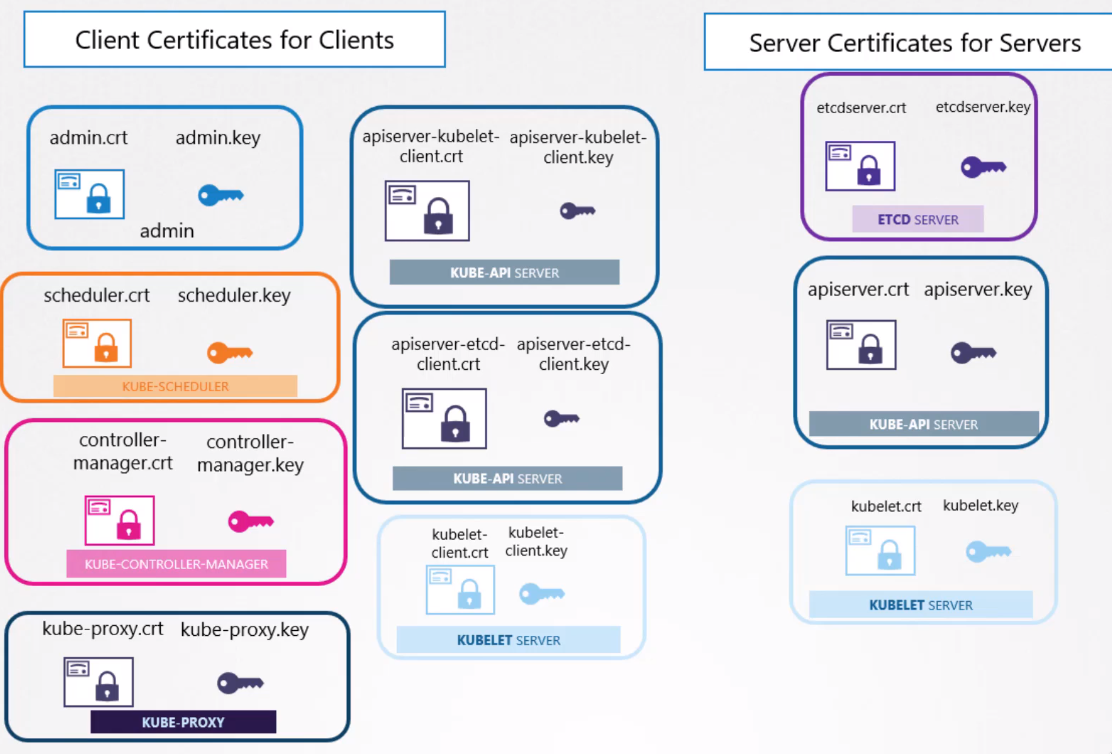 Client Certificates for Clients
Server Certificates for Servers
admin.crt
admin.key
admin
scheduler.crt
scheduler.key
KUBE-SCHEDULER
controller-
manager.crt
controller-
manager.key
KUBE-CONTROLLER-MANAGER
kube-proxy.crt
kube-proxy.key
KUBE-PROXY
apiserver-kubelet-
client.crt
apiserver-kubelet-
client.key
KUBE-API SERVER
apiserver-etcd-
client.crt
apiserver-etcd-
client.key
KUBE-API SERVER
kubelet-
client.crt
kubelet-
client.key
KUBELET SERVER
etcdserver.crt
etcdserver.key
ETCD SERVER
apiserver.crt
apiserver.key
KUBE-API SERVER
kubelet.crt
kubelet.key
KUBELET SERVER